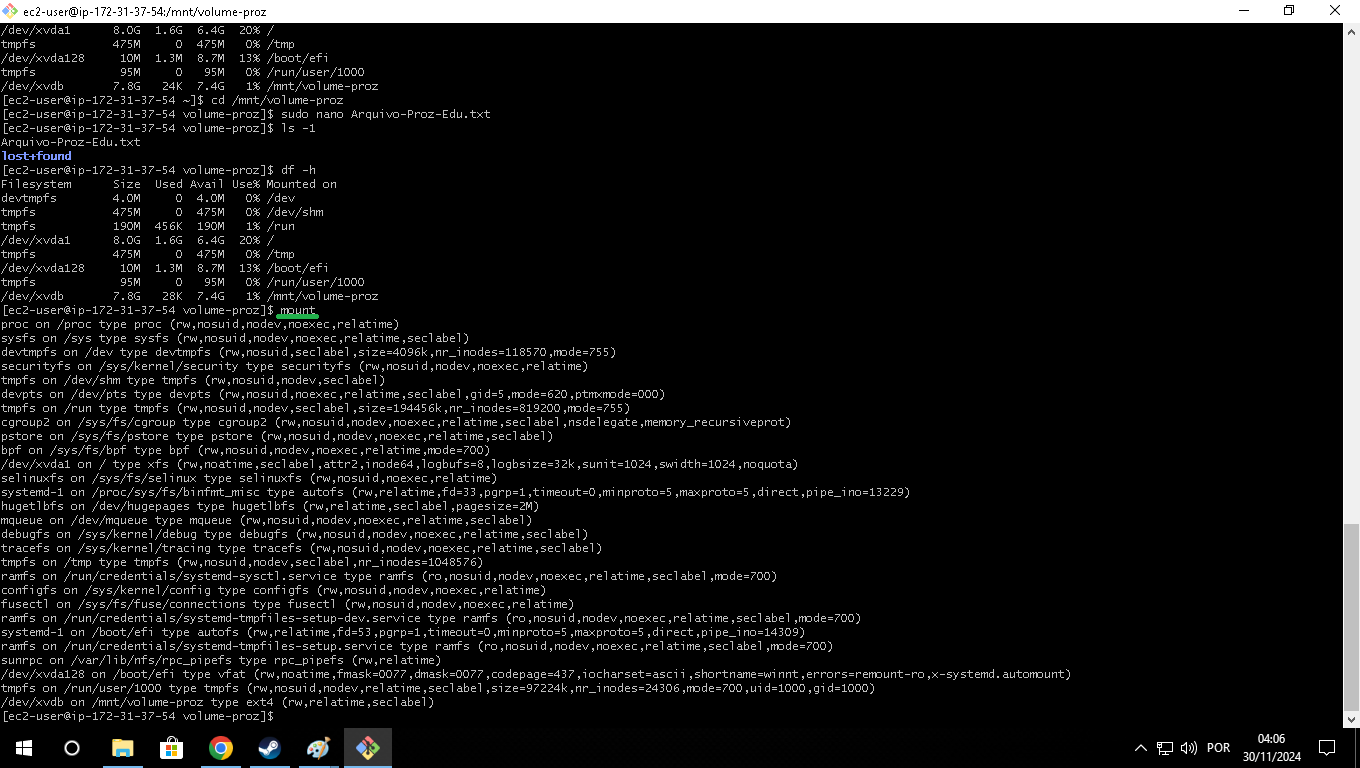 ec2-user@ip-172-31-37-54:/mnt/volume-proz
/dev/xvda1      8.0G  1.6G  6.4G  20% /
tmpfs           475M     0  475M   0% /tmp
/dev/xvda128     10M  1.3M  8.7M  13% /boot/efi
tmpfs            95M     0   95M   0% /run/user/1000
/dev/xvdb       7.8G   24K  7.4G   1% /mnt/volume-proz
[ec2-user@ip-172-31-37-54 ~]$ cd /mnt/volume-proz
[ec2-user@ip-172-31-37-54 volume-proz]$ sudo nano Arquivo-Proz-Edu.txt
[ec2-user@ip-172-31-37-54 volume-proz]$ ls -1
Arquivo-Proz-Edu.txt
lost+found
[ec2-user@ip-172-31-37-54 volume-proz]$ df -h
Filesystem      Size  Used Avail Use% Mounted on
devtmpfs        4.0M     0  4.0M   0% /dev
tmpfs           475M     0  475M   0% /dev/shm
tmpfs           190M  456K  190M   1% /run
/dev/xvda1      8.0G  1.6G  6.4G  20% /
tmpfs           475M     0  475M   0% /tmp
/dev/xvda128     10M  1.3M  8.7M  13% /boot/efi
tmpfs            95M     0   95M   0% /run/user/1000
/dev/xvdb       7.8G   28K  7.4G   1% /mnt/volume-proz
[ec2-user@ip-172-31-37-54 volume-proz]$ mount
proc on /proc type proc (rw,nosuid,nodev,noexec,relatime)
sysfs on /sys type sysfs (rw,nosuid,nodev,noexec,relatime,seclabel)
devtmpfs on /dev type devtmpfs (rw,nosuid,seclabel,size=4096k,nr_inodes=118570,mode=755)
securityfs on /sys/kernel/security type securityfs (rw,nosuid,nodev,noexec,relatime)
tmpfs on /dev/shm type tmpfs (rw,nosuid,nodev,seclabel)
devpts on /dev/pts type devpts (rw,nosuid,noexec,relatime,seclabel,gid=5,mode=620,ptmxmode=000)
tmpfs on /run type tmpfs (rw,nosuid,nodev,seclabel,size=194456k,nr_inodes=819200,mode=755)
cgroup2 on /sys/fs/cgroup type cgroup2 (rw,nosuid,nodev,noexec,relatime,seclabel,nsdelegate,memory_recursiveprot)
pstore on /sys/fs/pstore type pstore (rw,nosuid,nodev,noexec,relatime,seclabel)
bpf on /sys/fs/bpf type bpf (rw,nosuid,nodev,noexec,relatime,mode=700)
/dev/xvda1 on / type xfs (rw,noatime,seclabel,attr2,inode64,logbufs=8,logbsize=32k,sunit=1024,swidth=1024,noquota)
selinuxfs on /sys/fs/selinux type selinuxfs (rw,nosuid,noexec,relatime)
systemd-1 on /proc/sys/fs/binfmt_misc type autofs (rw,relatime,fd=33,pgrp=1,timeout=0,minproto=5,maxproto=5,direct,pipe_ino=13229)
hugetlbfs on /dev/hugepages type hugetlbfs (rw,relatime,seclabel,pagesize=2M)
mqueue on /dev/mqueue type mqueue (rw,nosuid,nodev,noexec,relatime,seclabel)
debugfs on /sys/kernel/debug type debugfs (rw,nosuid,nodev,noexec,relatime,seclabel)
tracefs on /sys/kernel/tracing type tracefs (rw,nosuid,nodev,noexec,relatime,seclabel)
tmpfs on /tmp type tmpfs (rw,nosuid,nodev,seclabel,nr_inodes=1048576)
ramfs on /run/credentials/systemd-sysctl.service type ramfs (ro,nosuid,nodev,noexec,relatime,seclabel,mode=700)
configfs on /sys/kernel/config type configfs (rw,nosuid,nodev,noexec,relatime)
fusectl on /sys/fs/fuse/connections type fusectl (rw,nosuid,nodev,noexec,relatime)
ramfs on /run/credentials/systemd-tmpfiles-setup-dev.service type ramfs (ro,nosuid,nodev,noexec,relatime,seclabel,mode=700)
systemd-1 on /boot/efi type autofs (rw,relatime,fd=53,pgrp=1,timeout=0,minproto=5,maxproto=5,direct,pipe_ino=14309)
ramfs on /run/credentials/systemd-tmpfiles-setup.service type ramfs (ro,nosuid,nodev,noexec,relatime,seclabel,mode=700)
sunrpc on /var/lib/nfs/rpc_pipefs type rpc_pipefs (rw,relatime)
/dev/xvda128 on /boot/efi type vfat (rw,noatime,fmask=0077,dmask=0077,codepage=437,iocharset=ascii,shortname=winnt,errors=remount-ro,x-systemd.automount)
tmpfs on /run/user/1000 type tmpfs (rw,nosuid,nodev,relatime,seclabel,size=97224k,nr_inodes=24306,mode=700,uid=1000,gid=1000)
/dev/xvdb on /mnt/volume-proz type ext4 (rw,relatime,seclabel)
[ec2-user@ip-172-31-37-54 volume-proz]$
POR
04:06
30/11/2024